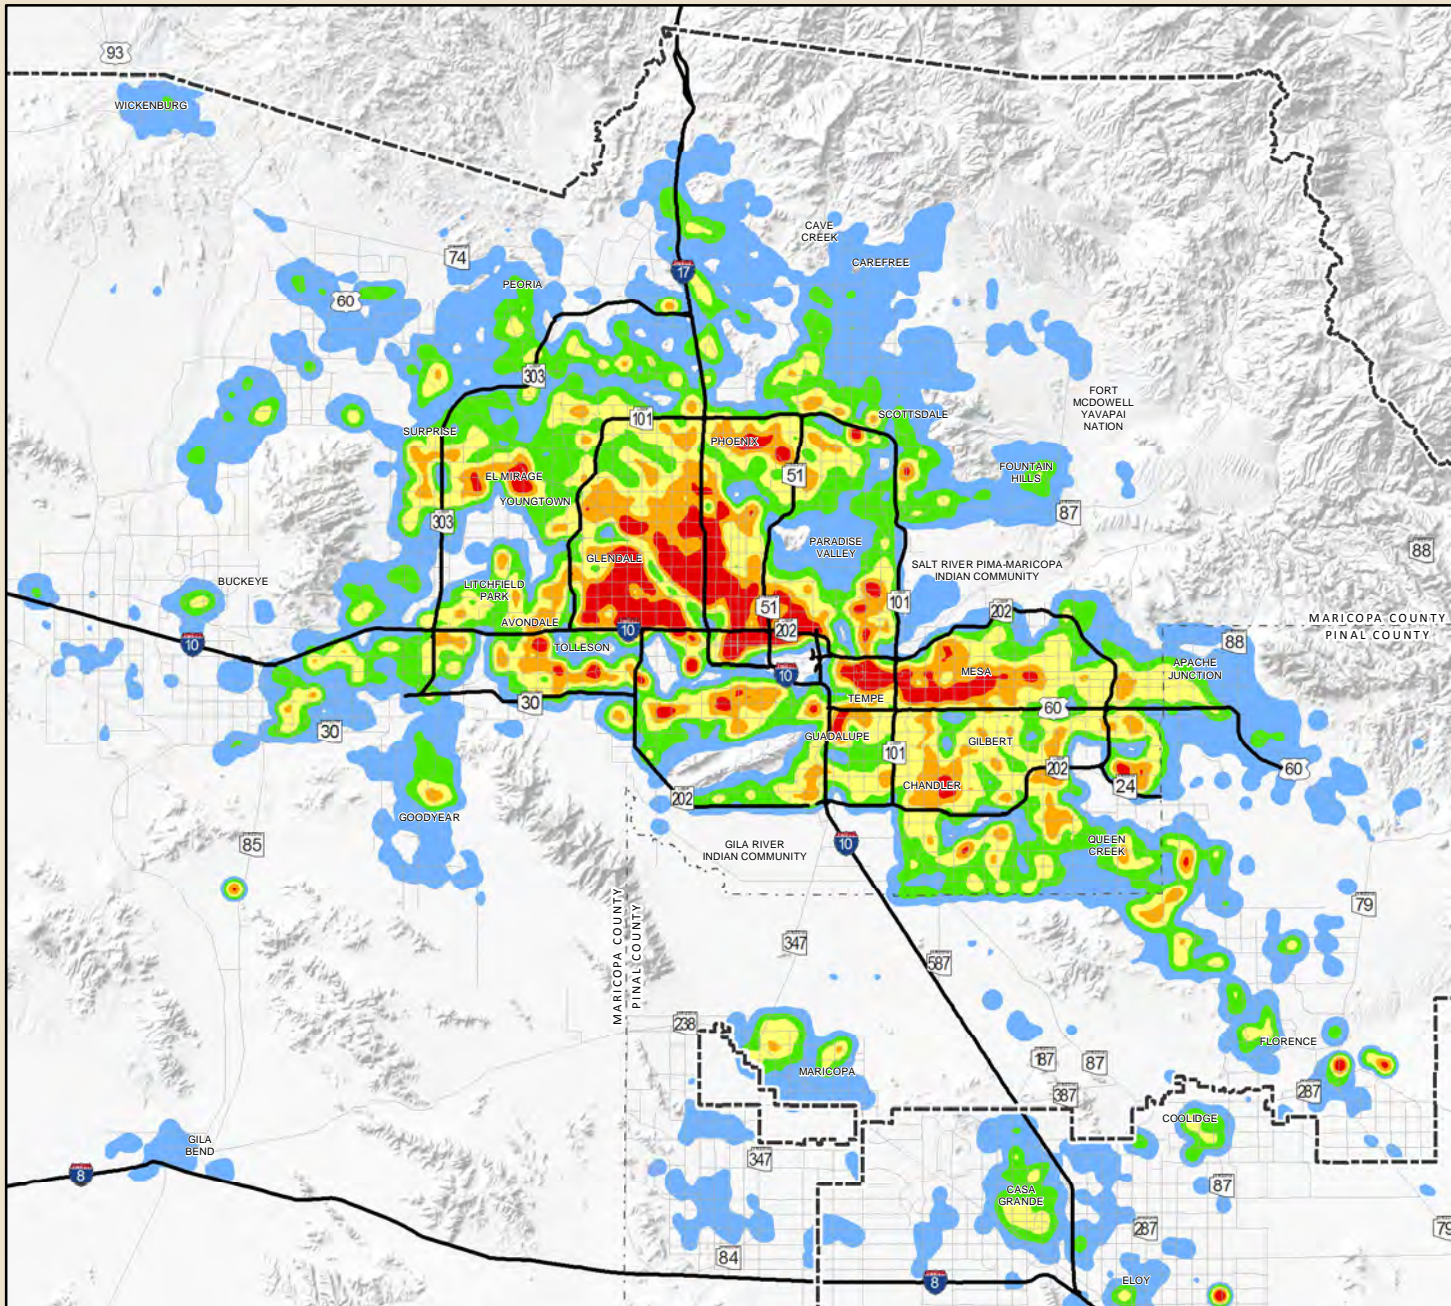 93
WICKENBURG
CAVE
CREEK
74
CAREFREE
17
PEORIA
60
303
FORT
MCDOWELL
YAVAPAI
NATION
101
SCOTTSDALE
SURPRISE
PHOENIX
FOUNTAIN
HILLS
EL MIRAGE
51
YOUNGTOWN
87
303
PARADISE
VALLEY
88
GLENDALE
SALT RIVER PIMA-MARICOPA
INDIAN COMMUNITY
BUCKEYE
LITCHFIELD
PARK
101
51
202
MARICOPA COUNTY
PINAL COUNTY
AVONDALE
10
202
10
TOLLESON
88
APACHE
JUNCTION
10
MESA
TEMPE
30
30
60
GUADALUPE
GILBERT
101
202
60
CHANDLER
24
202
GOODYEAR
85
GILA RIVER
INDIAN COMMUNITY
10
QUEEN
CREEK
79
MARICOPA COUNTY
PINAL COUNTY
347
587
238
FLORENCE
187
87
MARICOPA
387
287
COOLIDGE
GILA
BEND
347
8
CASA
GRANDE
87
287
79
84
8
ELOY